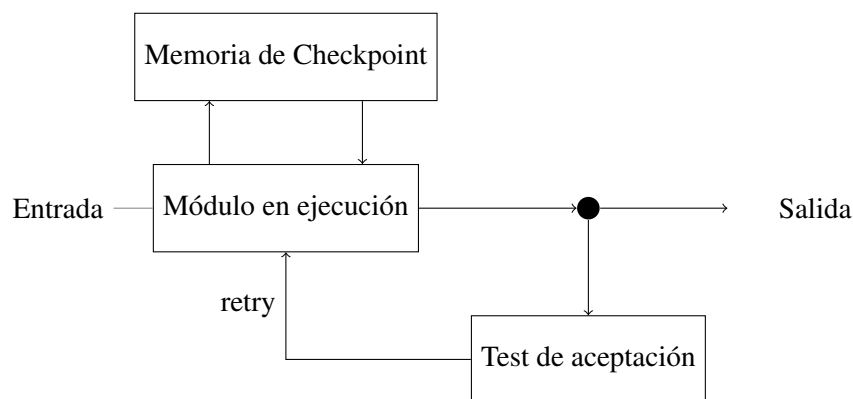 Memoria de Checkpoint
Entrada
Módulo en ejecución
Salida
retry
Test de aceptación